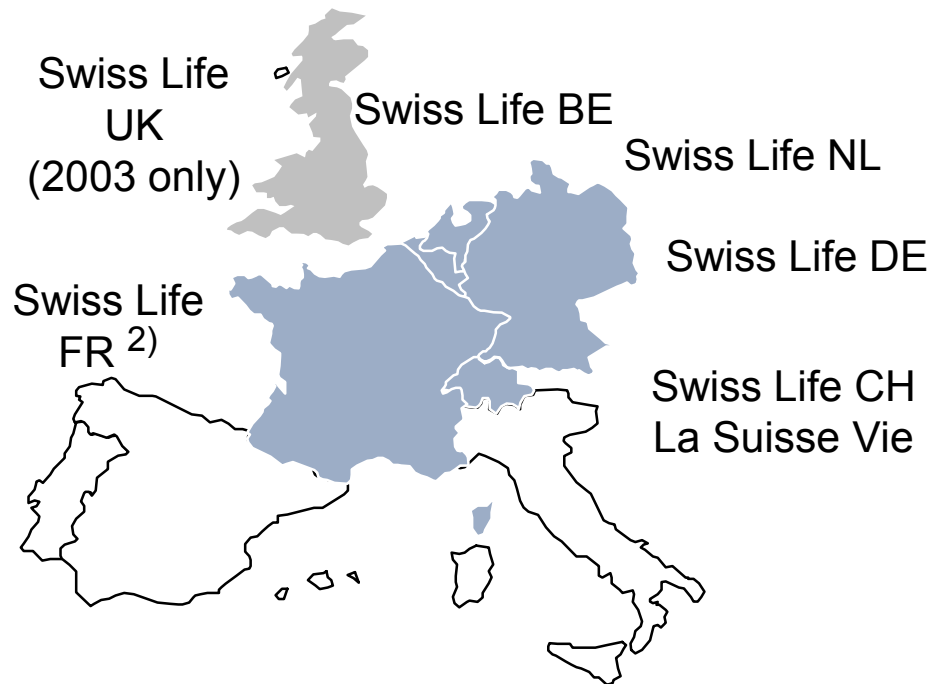 Swiss Life
UK
(2003 only)
Swiss Life BE
Swiss Life NL
Swiss Life DE
Swiss Life
FR 2)
Swiss Life CH
La Suisse Vie